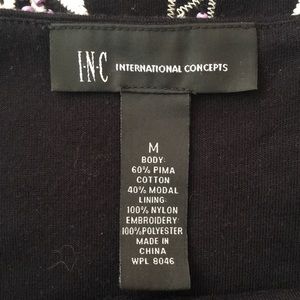 I·N·C INTERNATIONAL CONCEPTS
M
BODY:
60% PIMA
COTTON
40% MODAL
LINING:
100% NYLON
EMBROIDERY:
100%POLYESTER
MADE IN
CHINA
WPL 8046